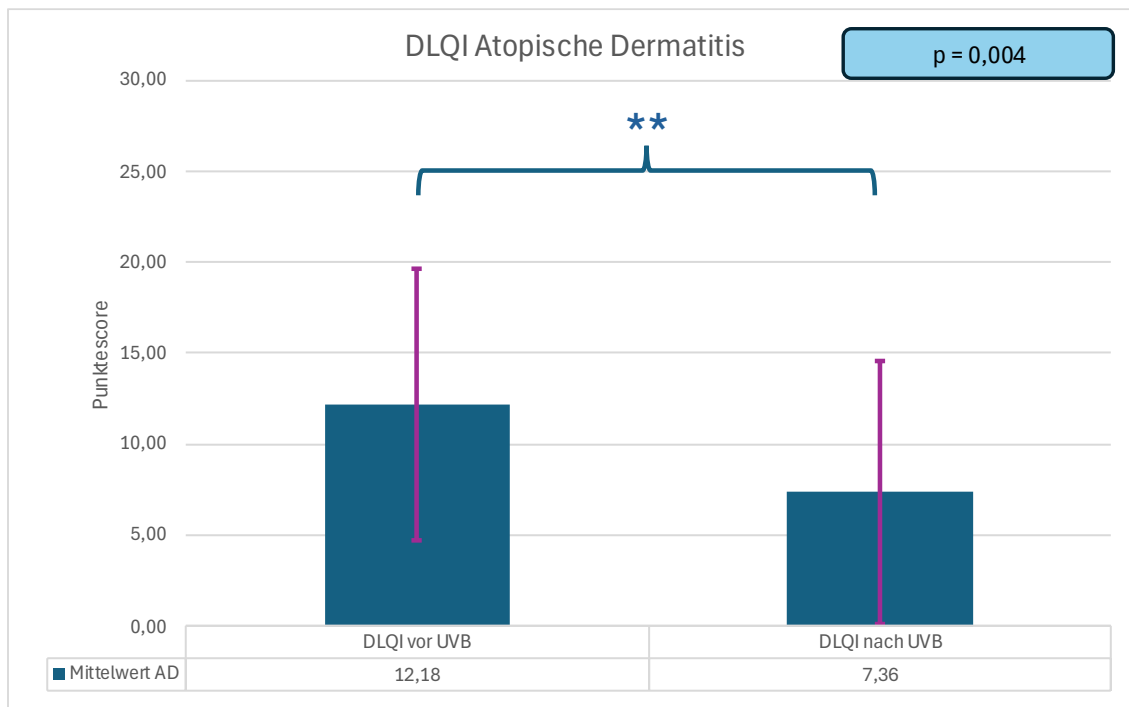 DLQI Atopische Dermatitis
p = 0,004
**
30,00
25,00
20,00
15,00
10,00
5,00
0,00
Punktescore
DLQI vor UVB DLQI nach UVB
Mittelwert AD 12,18 7,36